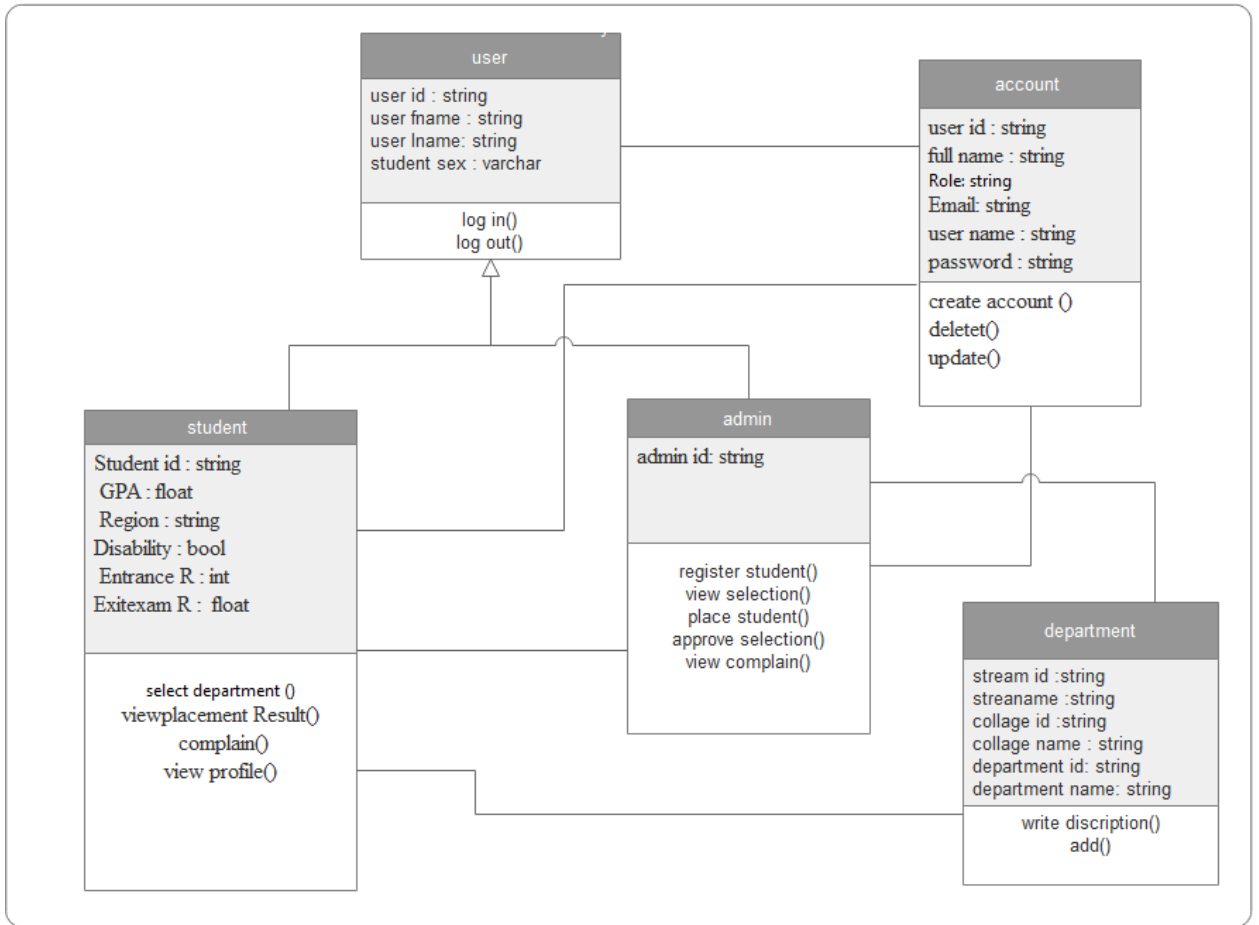 user
user id : string
user fname : string
user lname: string
student sex : varchar
log in()
log out()
account
user id : string
full name : string
Role: string
Email: string
user name : string
password : string
create account ()
deletet()
update()
student
Student id : string
GPA : float
Region : string
Disability : bool
Entrance R : int
Exitexam R : float
select department ()
viewplacement Result()
complain()
view profile()
admin
admin id: string
register student()
view selection()
place student()
approve selection()
view complain()
department
stream id :string
streaname :string
collage id :string
collage name : string
department id: string
department name: string
write discription()
add()